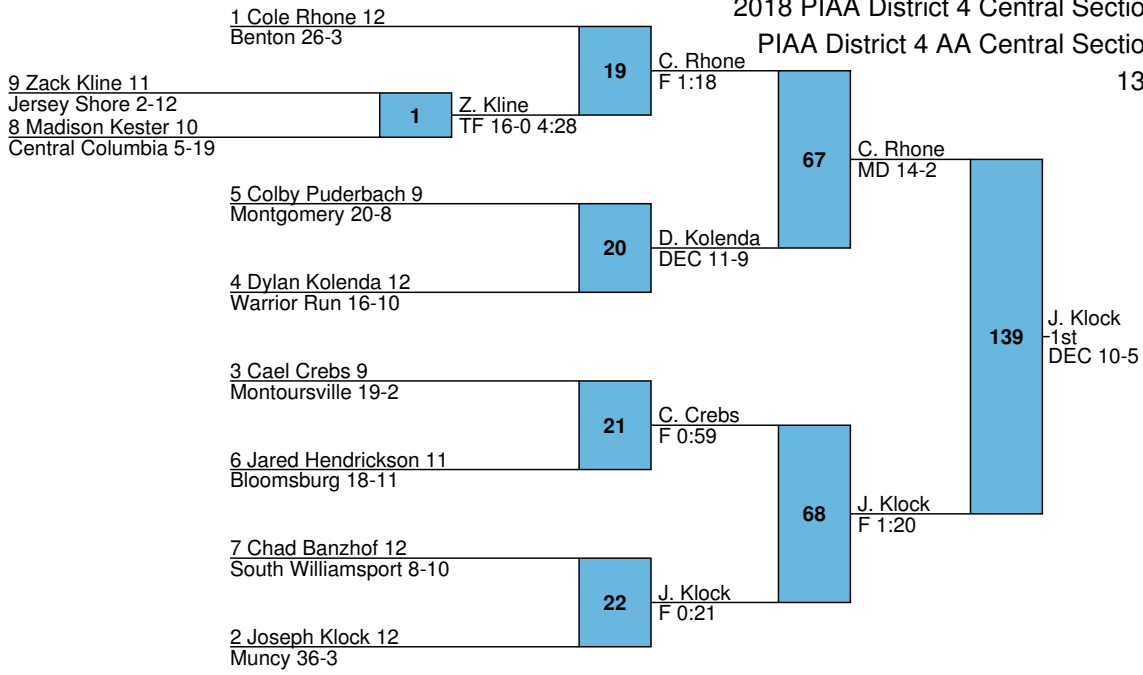 2018 PIAA District 4 Central Sectio
PIAA District 4 AA Central Sectio
13
1 Cole Rhone 12
Benton 26-3
19
C. Rhone
F 1:18
9 Zack Kline 11
Jersey Shore 2-12
1
Z. Kline
TF 16-0 4:28
8 Madison Kester 10
Central Columbia 5-19
67
C. Rhone
MD 14-2
5 Colby Puderbach 9
Montgomery 20-8
20
D. Kolenda
DEC 11-9
4 Dylan Kolenda 12
Warrior Run 16-10
139
J. Klock
1st
DEC 10-5
3 Cael Crebs 9
Montoursville 19-2
21
C. Crebs
F 0:59
6 Jared Hendrickson 11
Bloomsburg 18-11
68
J. Klock
F 1:20
7 Chad Banzhof 12
South Williamsport 8-10
22
J. Klock
F 0:21
2 Joseph Klock 12
Muncy 36-3